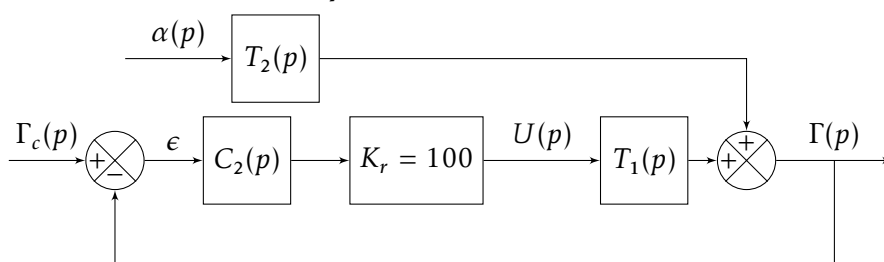 α(p)
T₂(p)
Γ_c(p)
+
−
ϵ
C₂(p)
K_r = 100
U(p)
T₁(p)
+
+
Γ(p)